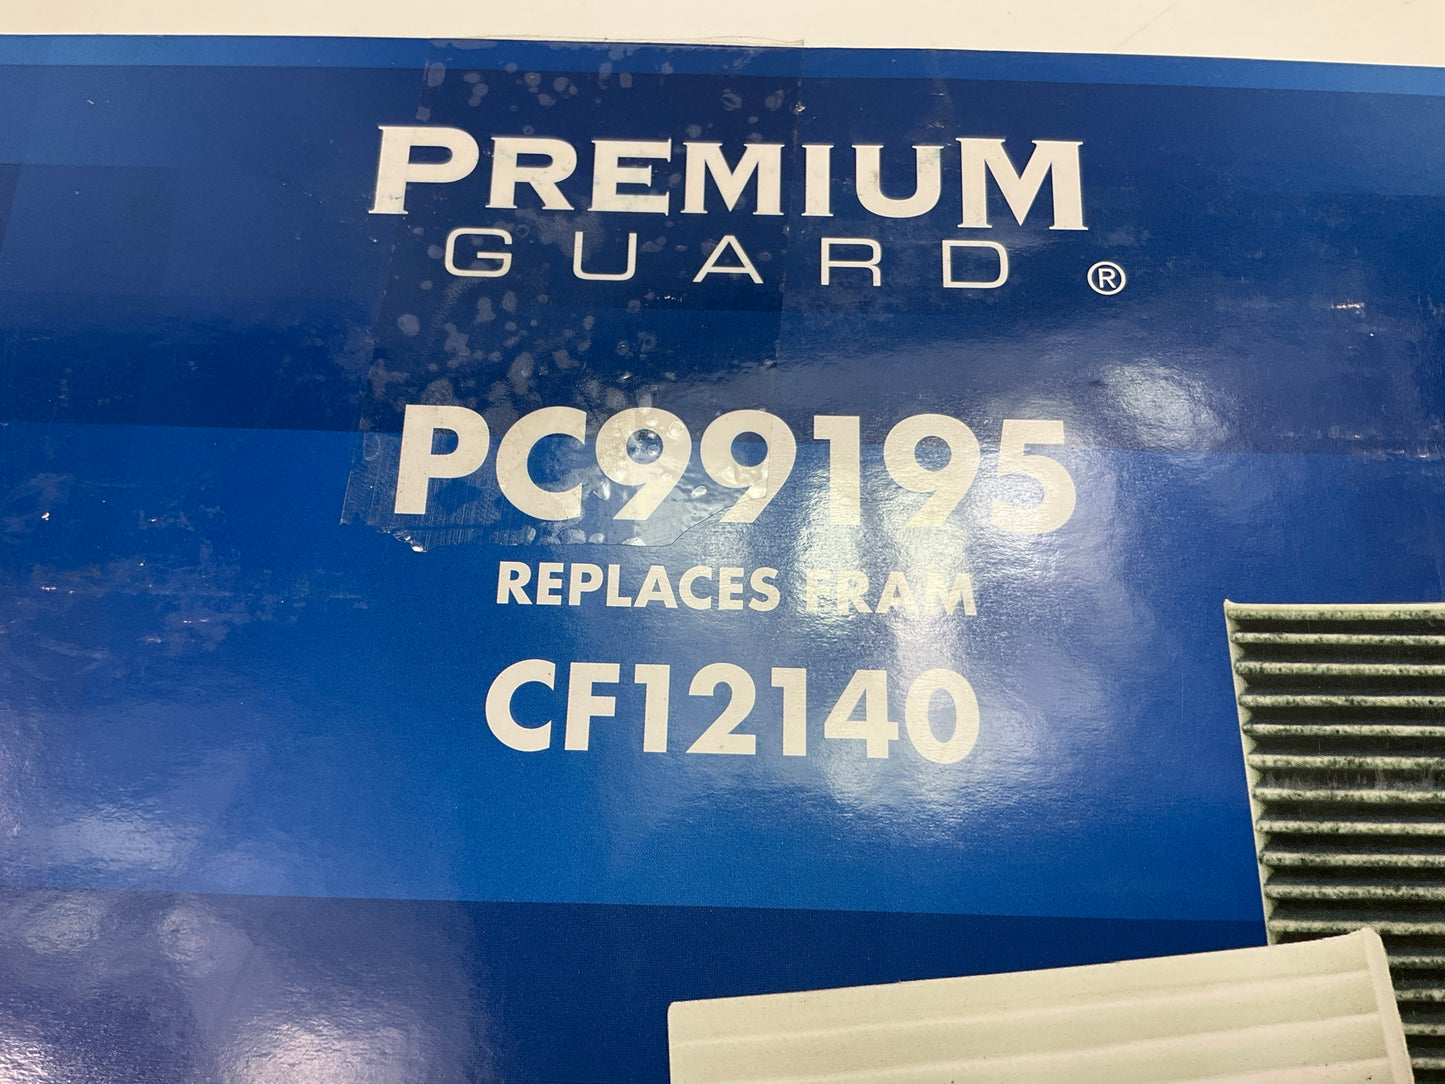 PREMIUM
GUARD ®
PC99195
REPLACES FRAM
CF12140